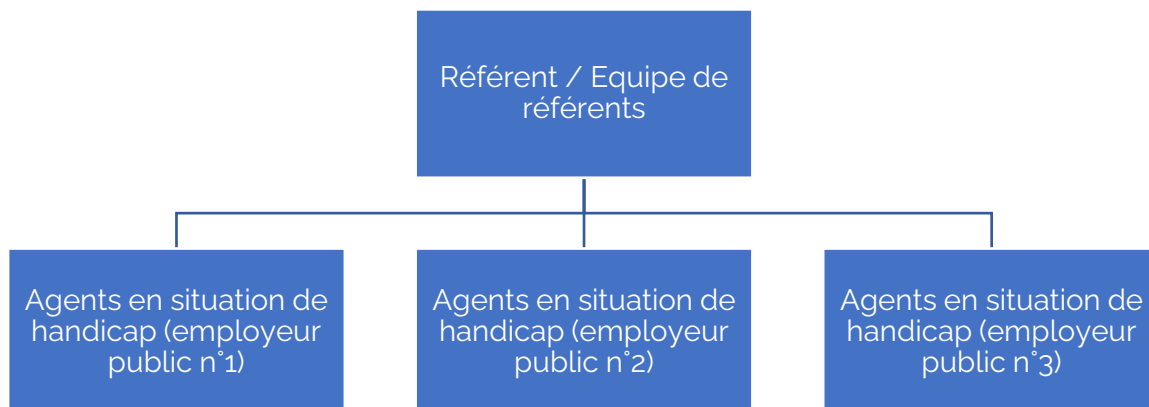 Référent / Equipe de
référents
Agents en situation de
handicap (employeur
public n°1)
Agents en situation de
handicap (employeur
public n°2)
Agents en situation de
handicap (employeur
public n°3)